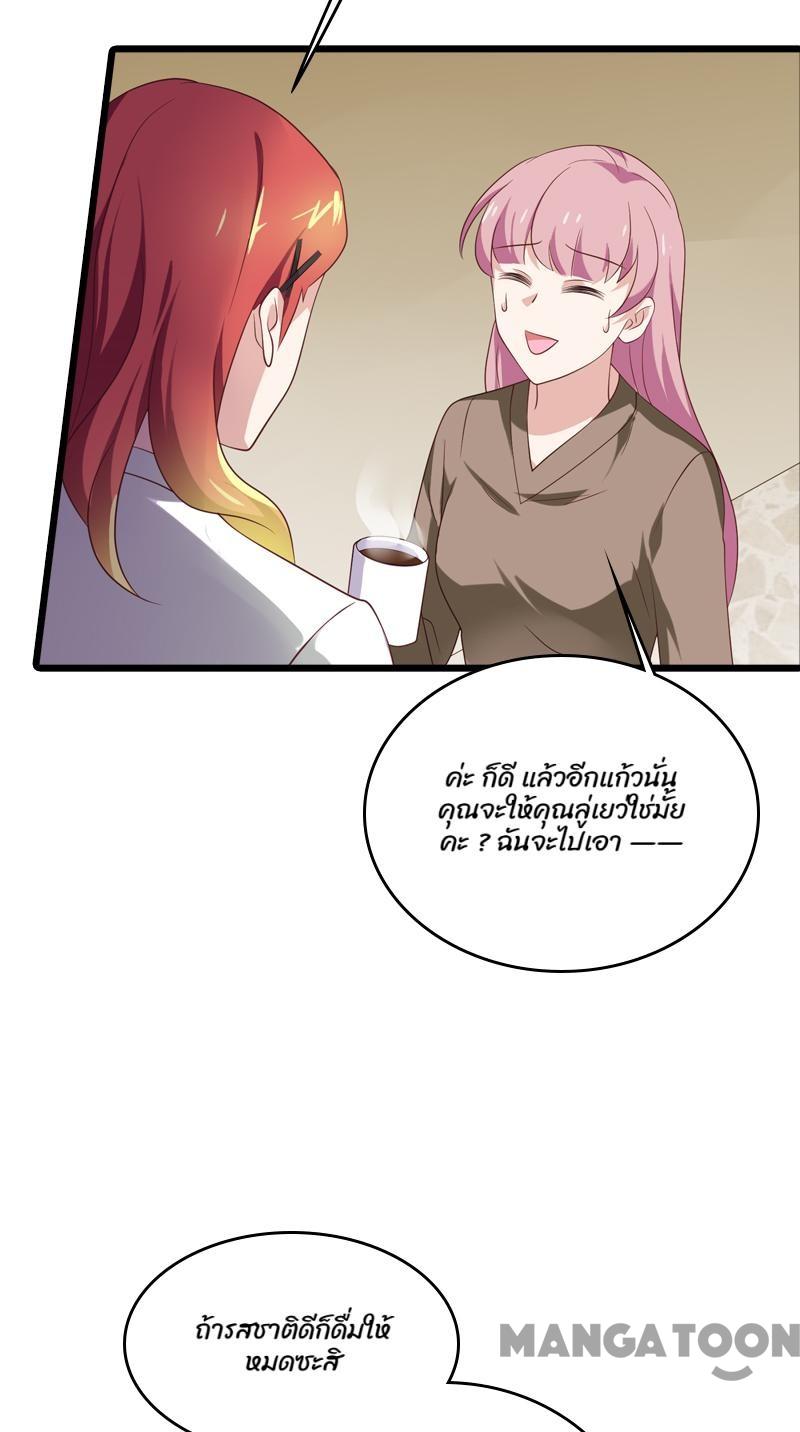 ค่ะ ก็ดี แล้วอีกแก้วนั่น
คุณจะให้คุณลู่เยว่ใช่มั้ย
คะ ? ฉันจะไปเอา ——
ถ้ารสชาติดีก็ดื่มให้
หมดซะสิ
MANGATOON